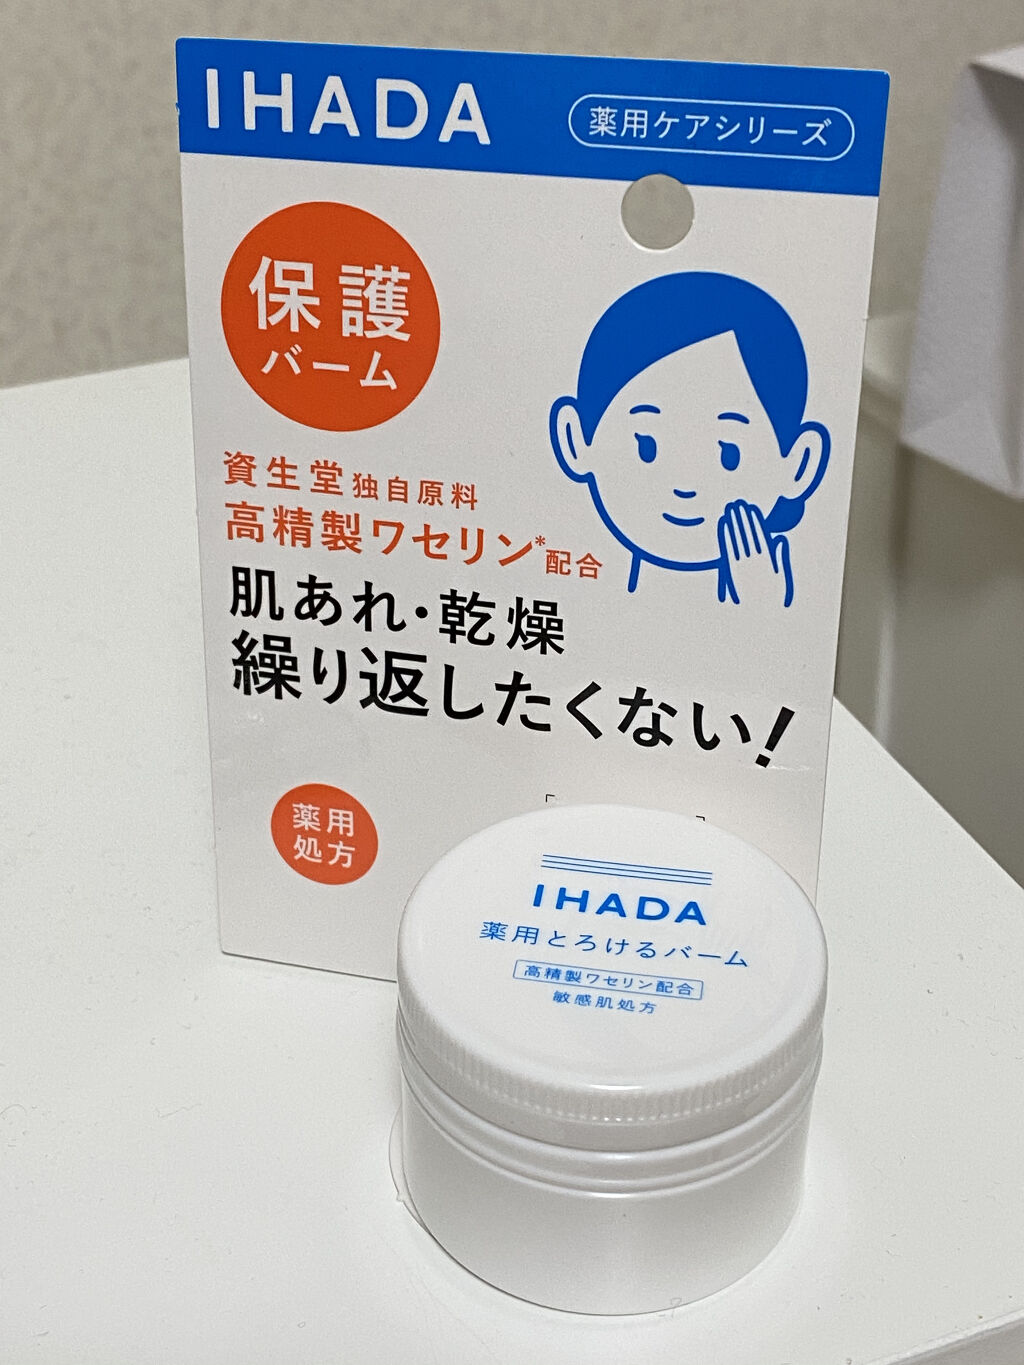 IHADA
薬用ケアシリーズ
保護
バーム
資生堂独自原料
高精製ワセリン*配合
肌あれ・乾燥
繰り返したくない！
薬用
処方
IHADA
薬用とろけるバーム
高精製ワセリン配合
敏感肌処方